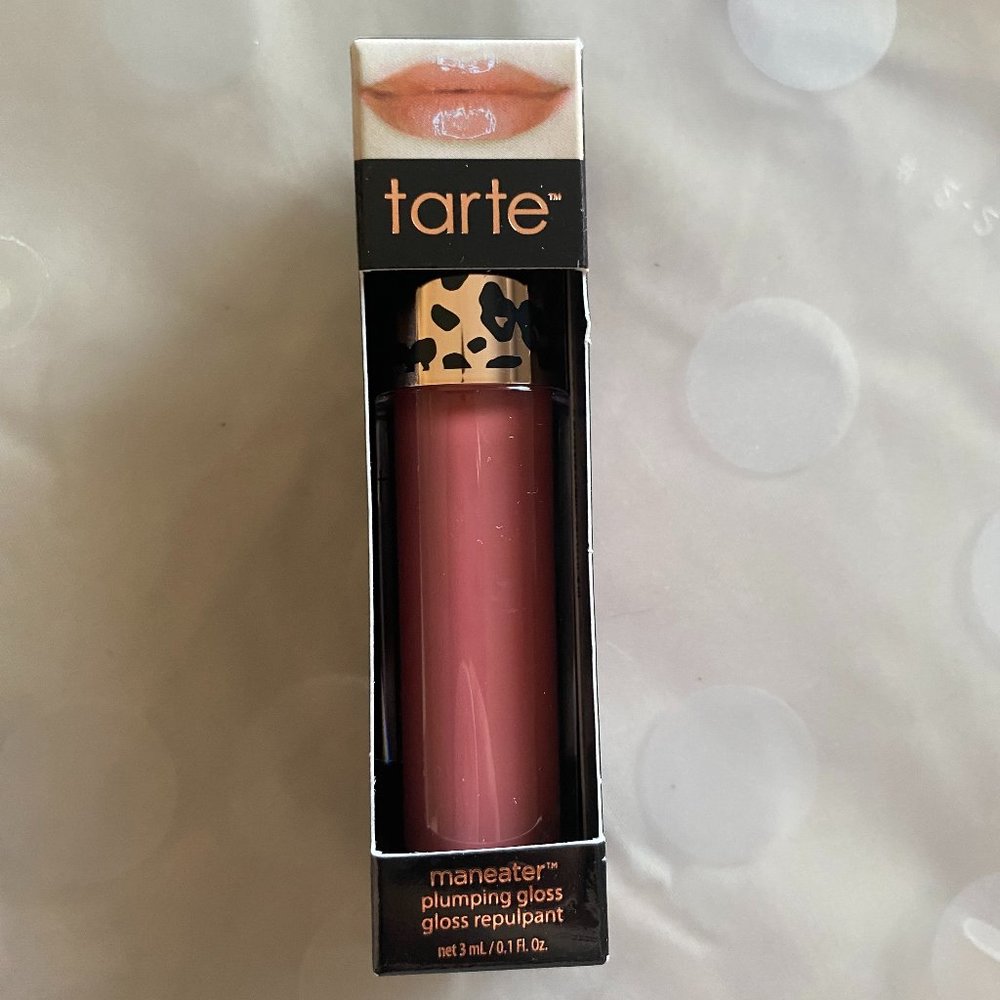 tarte™
maneater™
plumping gloss
gloss repulpant
net 3 mL / 0.1 Fl. Oz.